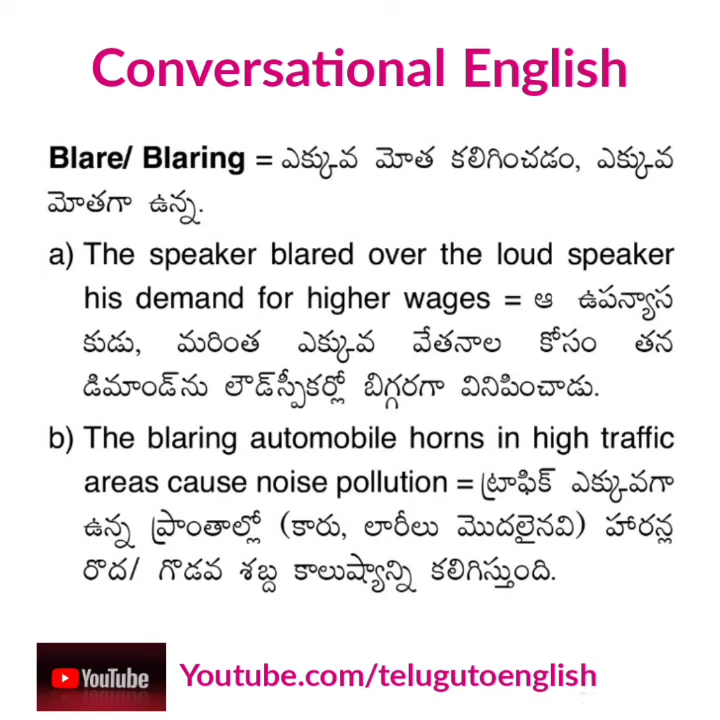 Conversational English
Blare/ Blaring = ఎక్కువ మోత కలిగించడం, ఎక్కువ
మోతగా ఉన్న.
a) The speaker blared over the loud speaker
his demand for higher wages = ఆ ఉపన్యాస
కుడు, మరింత ఎక్కువ వేతనాల కోసం తన
డిమాండ్‌ను లౌడ్‌స్పీకర్లో బిగ్గరగా వినిపించాడు.
b) The blaring automobile horns in high traffic
areas cause noise pollution = ట్రాఫిక్ ఎక్కువగా
ఉన్న ప్రాంతాల్లో (కారు, లారీలు మొదలైనవి) హారన్ల
రొద/ గొడవ శబ్ద కాలుష్యాన్ని కలిగిస్తుంది.
YouTube
Youtube.com/telugutoenglish